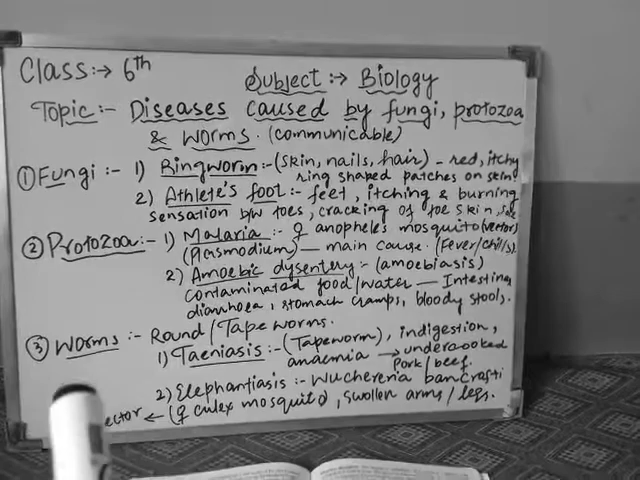 Class:→ 6th
Subject:→ Biology
Topic:- Diseases caused by fungi, protozoa
& worms. (communicable)
① Fungi :- 1) Ringworm:- (skin, nails, hair) – red, itchy
ring shaped patches on skin
2) Athlete's foot :- feet, itching & burning
sensation b/w toes, cracking of toe skin,
② Protozoa:- 1) Malaria :- ♀ anopheles mosquito (vector)
(Plasmodium) — main cause. (Fever/chills).
2) Amoebic dysentery:- (amoebiasis)
Contaminated food/water — Intestines
diarrhoea, stomach cramps, bloody stool,.
③ Worms :- Round/Tape worms.
1) Taeniasis :- (Tapeworm), indigestion,
anaemia → undercooked
Pork/beef.
2) Elephantiasis :- Wuchereria bancrofti
ector ← (♀ culex mosquito, swollen arms/legs.